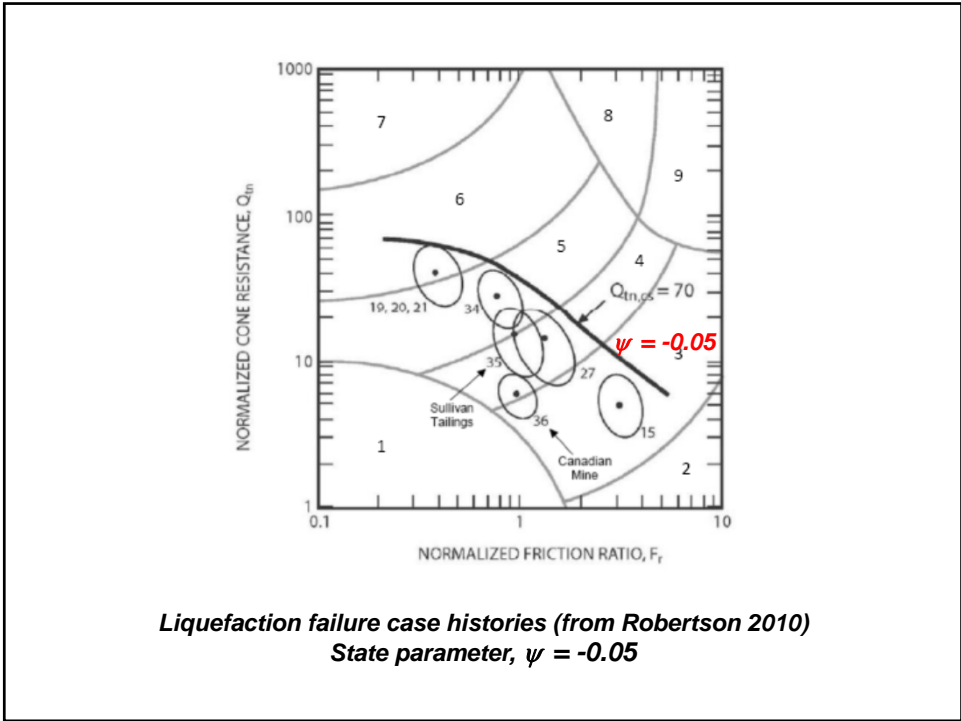 1000
7
8
9
6
100
5
4
Qtn,cs = 70
19, 20, 21
34
ψ = -0.05
3
10
35
27
Sullivan
Tailings
36
15
1
Canadian
Mine
2
1
0.1
1
10
NORMALIZED CONE RESISTANCE, Qtn
NORMALIZED FRICTION RATIO, Fr
Liquefaction failure case histories (from Robertson 2010)
State parameter, ψ = -0.05